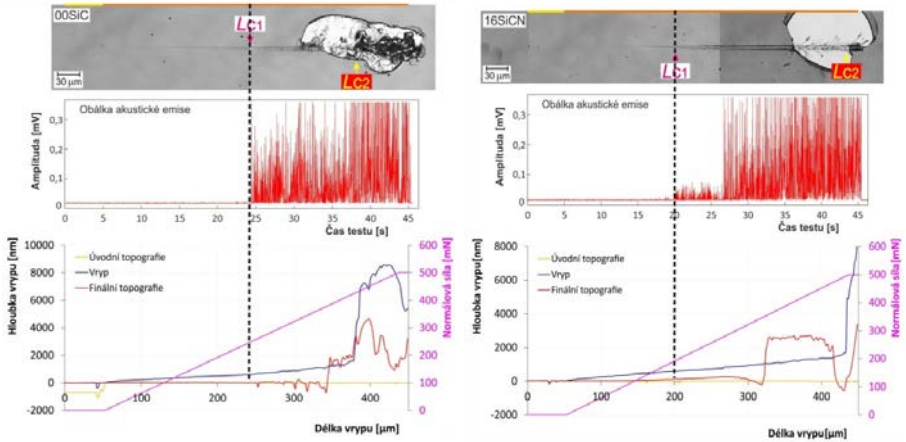 00SiC
LC1
LC2
30 µm
Obálka akustické emise
Amplituda [mV]
0,3
0,2
0,1
0,0
0 5 10 15 20 25 30 35 40 45
Čas testu [s]
Hloubka vrypu [nm]
10000
8000
6000
4000
2000
0
-2000
Úvodní topografie
Vryp
Finální topografie
Normálová síla [mN]
600
500
400
300
200
100
0
0 100 200 300 400
Délka vrypu [µm]
16SiCN
LC1
LC2
30 µm
Obálka akustické emise
Amplituda [mV]
0,3
0,2
0,1
0,0
0 5 10 15 20 25 30 35 40 45
Čas testu [s]
Hloubka vrypu [nm]
8000
6000
4000
2000
0
-2000
Úvodní topografie
Vryp
Finální topografie
Normálová síla[mN]
600
500
400
300
200
100
0
0 100 200 300 400
Délka vrypu[µm]